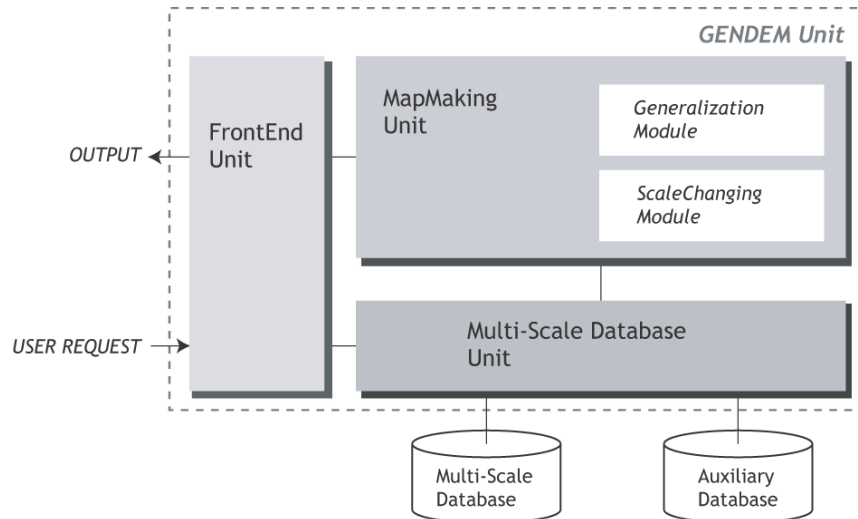 GENDEM Unit
FrontEnd
Unit
MapMaking
Unit
Generalization
Module
ScaleChanging
Module
OUTPUT
USER REQUEST
Multi-Scale Database
Unit
Multi-Scale
Database
Auxiliary
Database